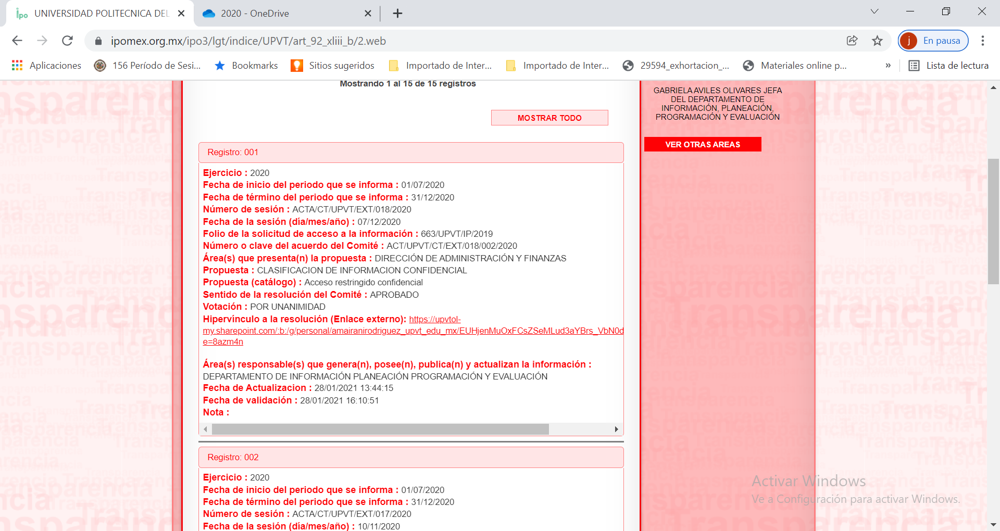 UNIVERSIDAD POLITECNICA DEL
2020 - OneDrive
ipomex.org.mx/ipo3/lgt/indice/UPVT/art_92_xliii_b/2.web
j En pausa
Aplicaciones
156 Período de Sesi...
Bookmarks
Sitios sugeridos
Importado de Inter...
Importado de Inter...
29594_exhortacion_...
Materiales online p...
»
Lista de lectura
Mostrando 1 al 15 de 15 registros
MOSTRAR TODO
GABRIELA AVILES OLIVARES JEFA
DEL DEPARTAMENTO DE
INFORMACIÓN, PLANEACIÓN,
PROGRAMACIÓN Y EVALUACIÓN
VER OTRAS AREAS
Registro: 001
Ejercicio : 2020
Fecha de inicio del periodo que se informa : 01/07/2020
Fecha de término del periodo que se informa : 31/12/2020
Número de sesión : ACTA/CT/UPVT/EXT/018/2020
Fecha de la sesión (día/mes/año) : 07/12/2020
Folio de la solicitud de acceso a la información : 663/UPVT/IP/2019
Número o clave del acuerdo del Comité : ACT/UPVT/CT/EXT/018/002/2020
Área(s) que presenta(n) la propuesta : DIRECCIÓN DE ADMINISTRACIÓN Y FINANZAS
Propuesta : CLASIFICACION DE INFORMACION CONFIDENCIAL
Propuesta (catálogo) : Acceso restringido confidencial
Sentido de la resolución del Comité : APROBADO
Votación : POR UNANIMIDAD
Hipervínculo a la resolución (Enlace externo): https://upvtol-
my.sharepoint.com/:b:/g/personal/amairanirodriguez_upvt_edu_mx/EUHjenMuOxFCsZSeMLud3aYBrs_VbN0d
e=8azm4n
Área(s) responsable(s) que genera(n), posee(n), publica(n) y actualizan la información :
DEPARTAMENTO DE INFORMACIÓN PLANEACIÓN PROGRAMACIÓN Y EVALUACIÓN
Fecha de Actualizacion : 28/01/2021 13:44:15
Fecha de validación : 28/01/2021 16:10:51
Nota :
Registro: 002
Ejercicio : 2020
Fecha de inicio del periodo que se informa : 01/07/2020
Fecha de término del periodo que se informa : 31/12/2020
Número de sesión : ACTA/CT/UPVT/EXT/017/2020
Fecha de la sesión (día/mes/año) : 10/11/2020
Activar Windows
Ve a Configuración para activar Windows.